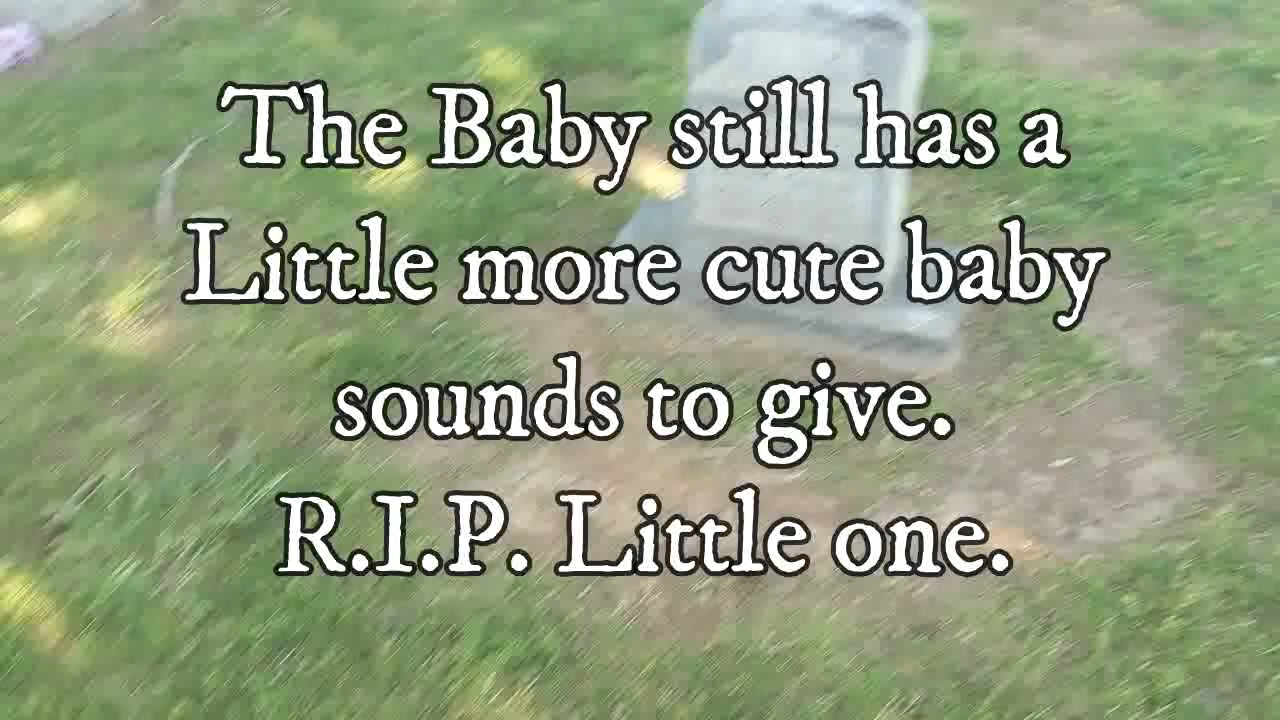 The Baby still has a
Little more cute baby
sounds to give.
R.I.P. Little one.